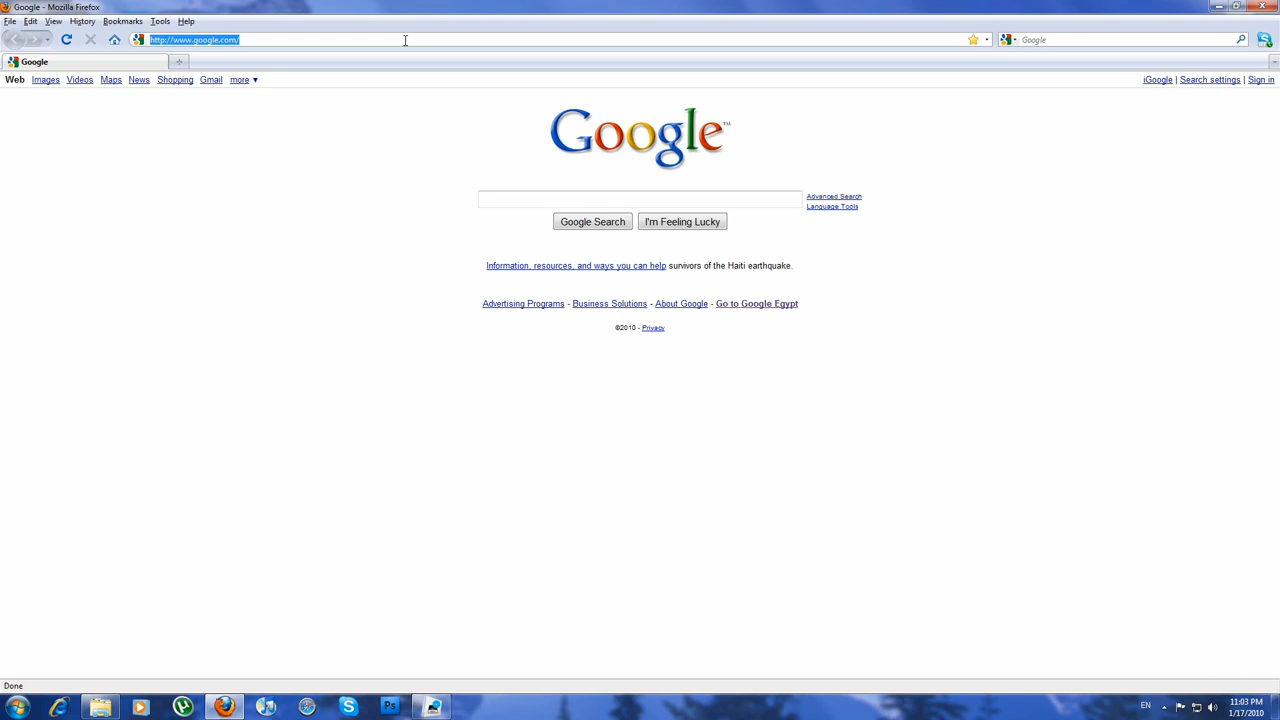 Google - Mozilla Firefox
File Edit View History Bookmarks Tools Help
http://www.google.com/ Google
Google
Web Images Videos Maps News Shopping Gmail more ▼ iGoogle | Search settings | Sign in
Google™
Advanced Search
Language Tools
Google Search I'm Feeling Lucky
Information, resources, and ways you can help survivors of the Haiti earthquake.
Advertising Programs - Business Solutions - About Google - Go to Google Egypt
©2010 - Privacy
Done
EN 11:03 PM
1/17/2010
Ps